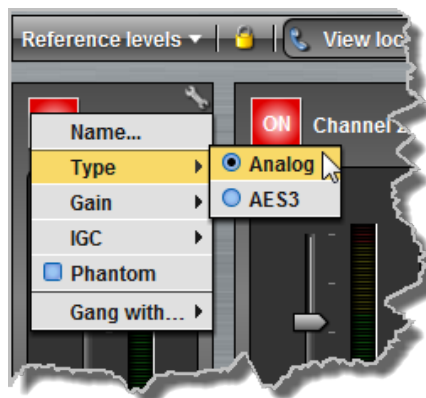 Reference levels
View loc
ON Channel 2
Name...
Type
Analog
AES3
Gain
IGC
Phantom
Gang with...